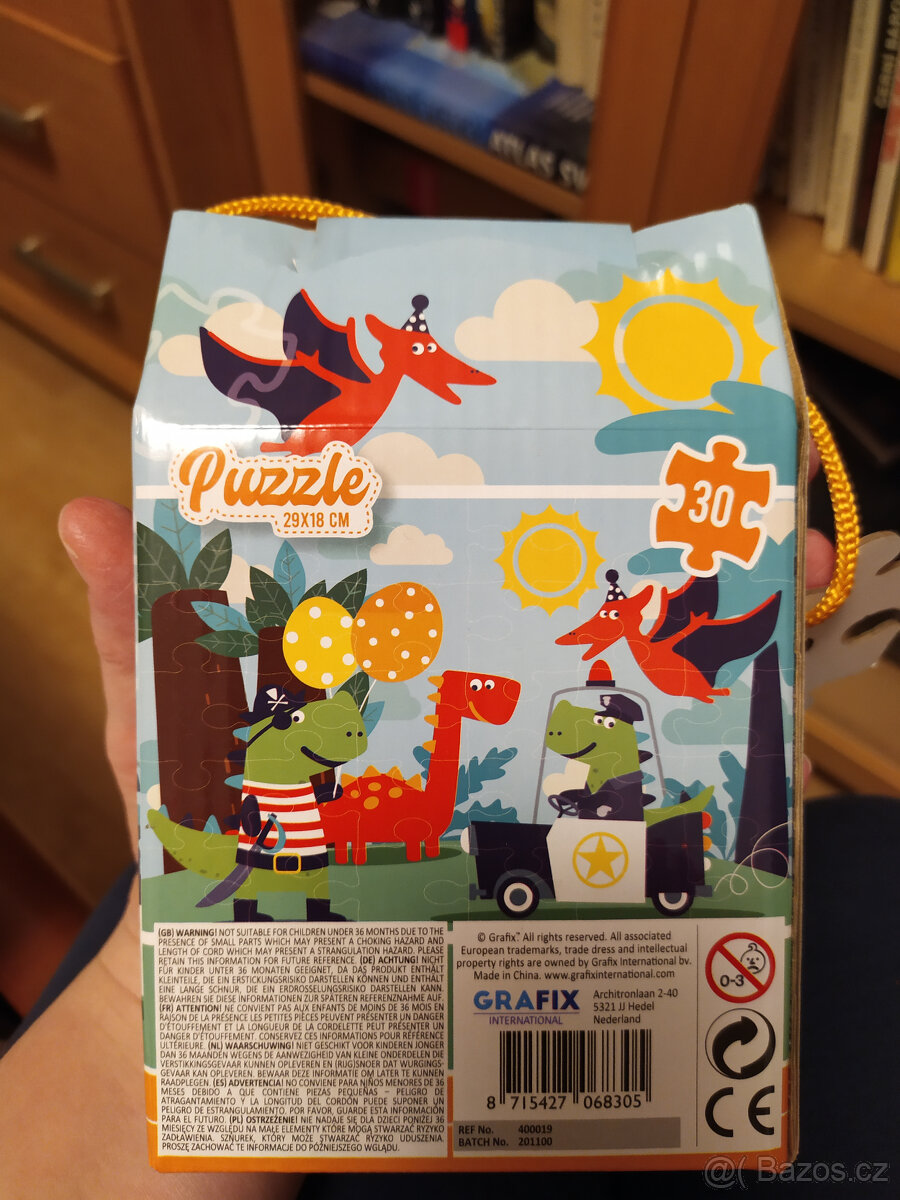 ATLAS SV
Puzzle
29X18 CM
30
(GB) WARNING! NOT SUITABLE FOR CHILDREN UNDER 36 MONTHS DUE TO THE
PRESENCE OF SMALL PARTS WHICH MAY PRESENT A CHOKING HAZARD AND
LENGTH OF CORD WHICH MAY PRESENT A STRANGULATION HAZARD. PLEASE
RETAIN THIS INFORMATION FOR FUTURE REFERENCE. (DE) ACHTUNG! NICHT
FÜR KINDER UNTER 36 MONATEN GEEIGNET, DA DAS PRODUKT ENTHÄLT
KLEINTEILE, DIE EIN ERSTICKUNGSRISIKO DARSTELLEN KÖNNEN UND ENTHÄLT
EINE LANGE SCHNUR, DIE EIN ERDROSSELUNGSRISIKO DARSTELLEN KANN.
BEWAHREN SIE DIESE INFORMATIONEN ZUR SPÄTEREN REFERENZNAHME AUF.
(FR) ATTENTION! NE CONVIENT PAS AUX ENFANTS DE MOINS DE 36 MOIS EN
RAISON DE LA PRÉSENCE LES PETITES PIÈCES PEUVENT PRÉSENTER UN DANGER
D'ÉTOUFFEMENT ET LA LONGUEUR DE LA CORDELETTE PEUT PRÉSENTER UN
DANGER D'ÉTRANGLEMENT. CONSERVEZ CES INFORMATIONS POUR RÉFÉRENCE
ULTÉRIEURE. (NL) WAARSCHUWING! NIET GESCHIKT VOOR KINDEREN JONGER
DAN 36 MAANDEN WEGENS DE AANWEZIGHEID VAN KLEINE ONDERDELEN DIE
VERSTIKKINGSGEVAAR KUNNEN OPLEVEREN EN (RIJG)SNOER DAT WURGINGS-
GEVAAR KAN OPLEVEREN. BEWAAR DEZE INFORMATIE OM LATER TE KUNNEN
RAADPLEGEN. (ES) ADVERTENCIA! NO CONVIENE PARA NIÑOS MENORES DE 36
MESES DEBIDO A QUE CONTIENE PIEZAS PEQUEÑAS – PELIGRO DE
ATRAGANTAMIENTO Y LA LONGITUD DEL CORDÓN PUEDE SUPONER UN
PELIGRO DE ESTRANGULAMIENTO. POR FAVOR, GUARDE ESTA INFORMACIÓN
PARA EL FUTURO. (PL) OSTRZEŻENIE! NIE NADAJE SIĘ DLA DZIECI PONIŻEJ 36
MIESIĘCY ZE WZGLĘDU NA MAŁE ELEMENTY KTÓRE MOGĄ STWARZAĆ RYZYKO
ZADŁAWIENIA. SZNUREK, KTÓRY MOŻE STWARZAĆ RYZYKO UDUSZENIA.
PROSZĘ ZACHOWAĆ TE INFORMACJE DO PÓŹNIEJSZEGO WGLĄDU.
© Grafix™ All rights reserved. All associated
European trademarks, trade dress and intellectual
property rights are owned by Grafix International bv.
Made in China. www.grafixinternational.com
GRAFIX
INTERNATIONAL
Architronlaan 2-40
5321 JJ Hedel
Nederland
8 715427 068305
REF No. 400019
BATCH No. 201100
0-3
CE
@( Bazos.cz